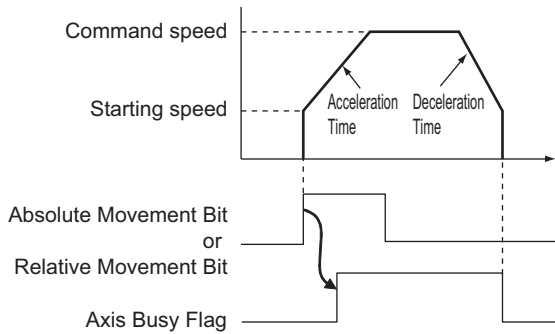 Command speed
Starting speed
Acceleration
Time
Deceleration
Time
Absolute Movement Bit
or
Relative Movement Bit
Axis Busy Flag